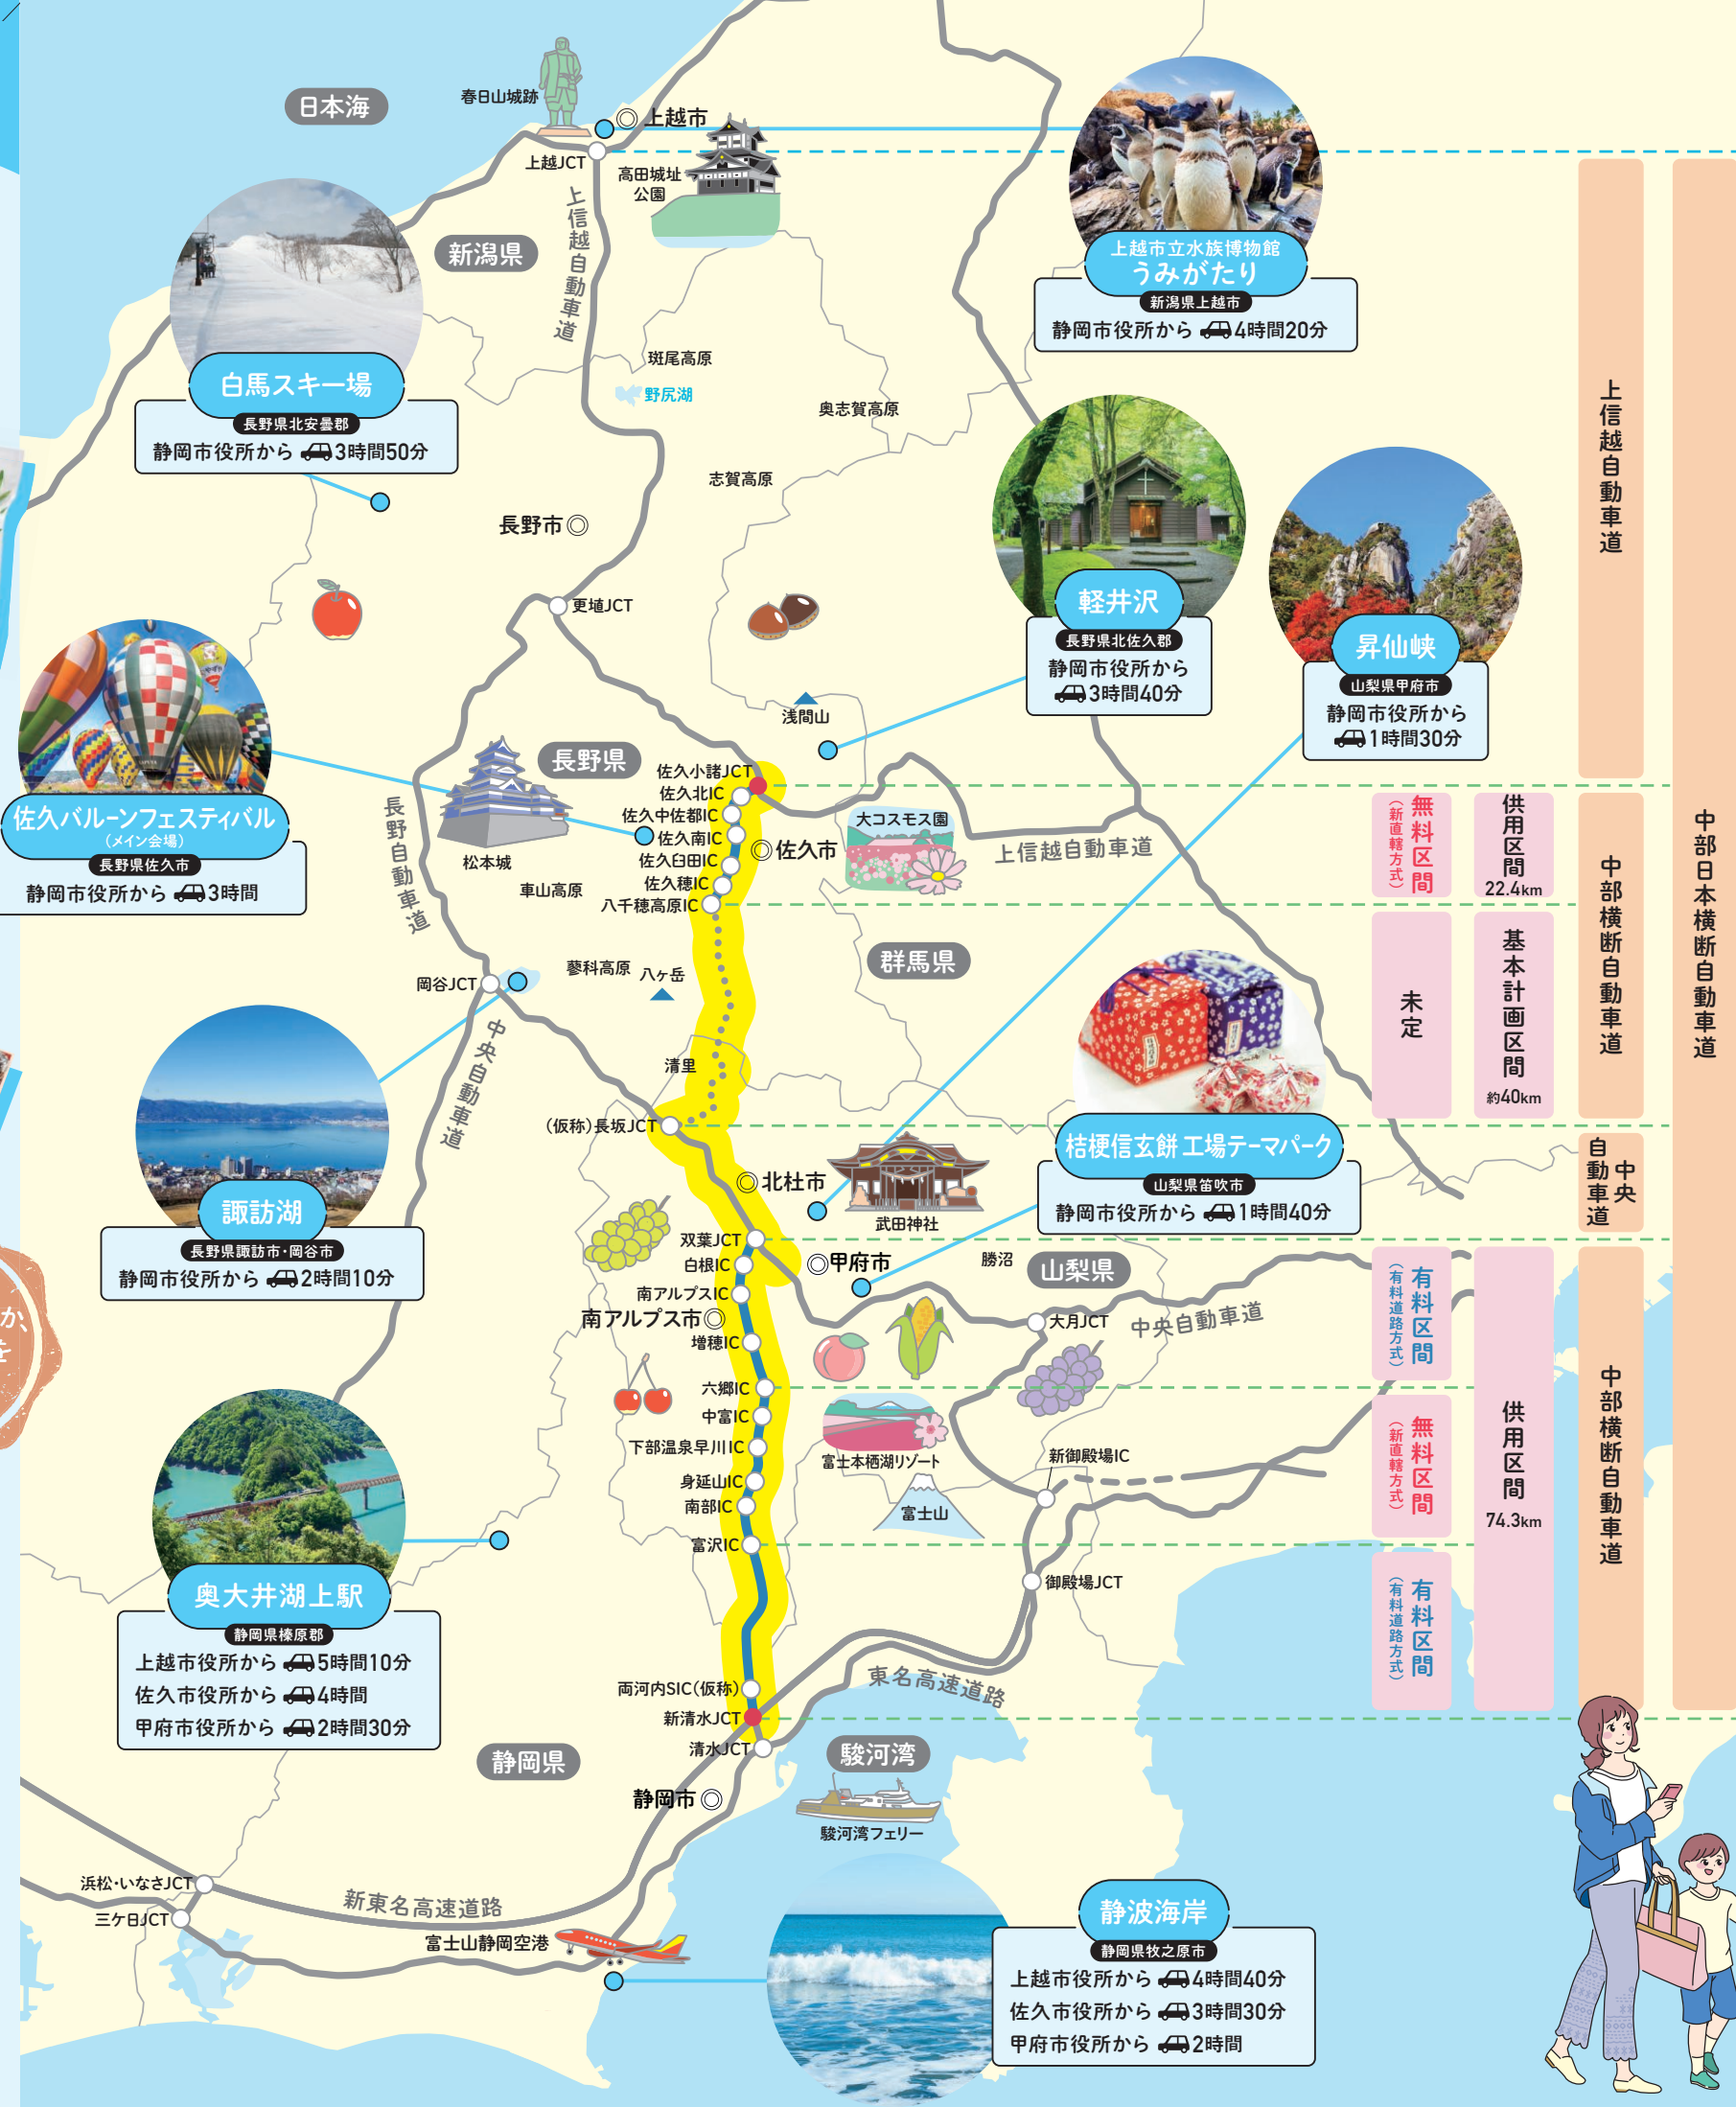 日本海
春日山城跡
上越市
上越JCT
高田城址
公園
上信越自動車道
新潟県
上越市立水族博物館
うみがたり
新潟県上越市
静岡市役所から 4時間20分
白馬スキー場
長野県北安曇郡
静岡市役所から 3時間50分
斑尾高原
野尻湖
奥志賀高原
志賀高原
長野市
更埴JCT
軽井沢
長野県北佐久郡
静岡市役所から
3時間40分
昇仙峡
山梨県甲府市
静岡市役所から
1時間30分
浅間山
佐久バルーンフェスティバル
(メイン会場)
長野県佐久市
静岡市役所から 3時間
長野県
長野自動車道
松本城
車山高原
佐久小諸JCT
佐久北IC
佐久中佐都IC
佐久南IC
佐久臼田IC
佐久穂IC
八千穂高原IC
佐久市
大コスモス園
上信越自動車道
群馬県
蓼科高原
八ヶ岳
岡谷JCT
中央自動車道
清里
(仮称)長坂JCT
諏訪湖
長野県諏訪市・岡谷市
静岡市役所から 2時間10分
北杜市
武田神社
桔梗信玄餅 工場テーマパーク
山梨県笛吹市
静岡市役所から 1時間40分
双葉JCT
白根IC
南アルプスIC
南アルプス市
増穂IC
六郷IC
中富IC
下部温泉早川IC
身延山IC
南部IC
富沢IC
甲府市
勝沼
山梨県
大月JCT
中央自動車道
富士本栖湖リゾート
富士山
新御殿場IC
御殿場JCT
奥大井湖上駅
静岡県榛原郡
上越市役所から 5時間10分
佐久市役所から 4時間
甲府市役所から 2時間30分
両河内SIC(仮称)
新清水JCT
清水JCT
東名高速道路
静岡県
駿河湾
静岡市
駿河湾フェリー
浜松・いなさJCT
三ケ日JCT
新東名高速道路
富士山静岡空港
静波海岸
静岡県牧之原市
上越市役所から 4時間40分
佐久市役所から 3時間30分
甲府市役所から 2時間
上信越自動車道
中部日本横断自動車道
無料区間
(新直轄方式)
供用区間
22.4km
中部横断自動車道
未定
基本計画区間
約40km
中央
自動車道
有料区間
(有料道路方式)
無料区間
(新直轄方式)
有料区間
(有料道路方式)
供用区間
74.3km
中部横断自動車道
か、
を